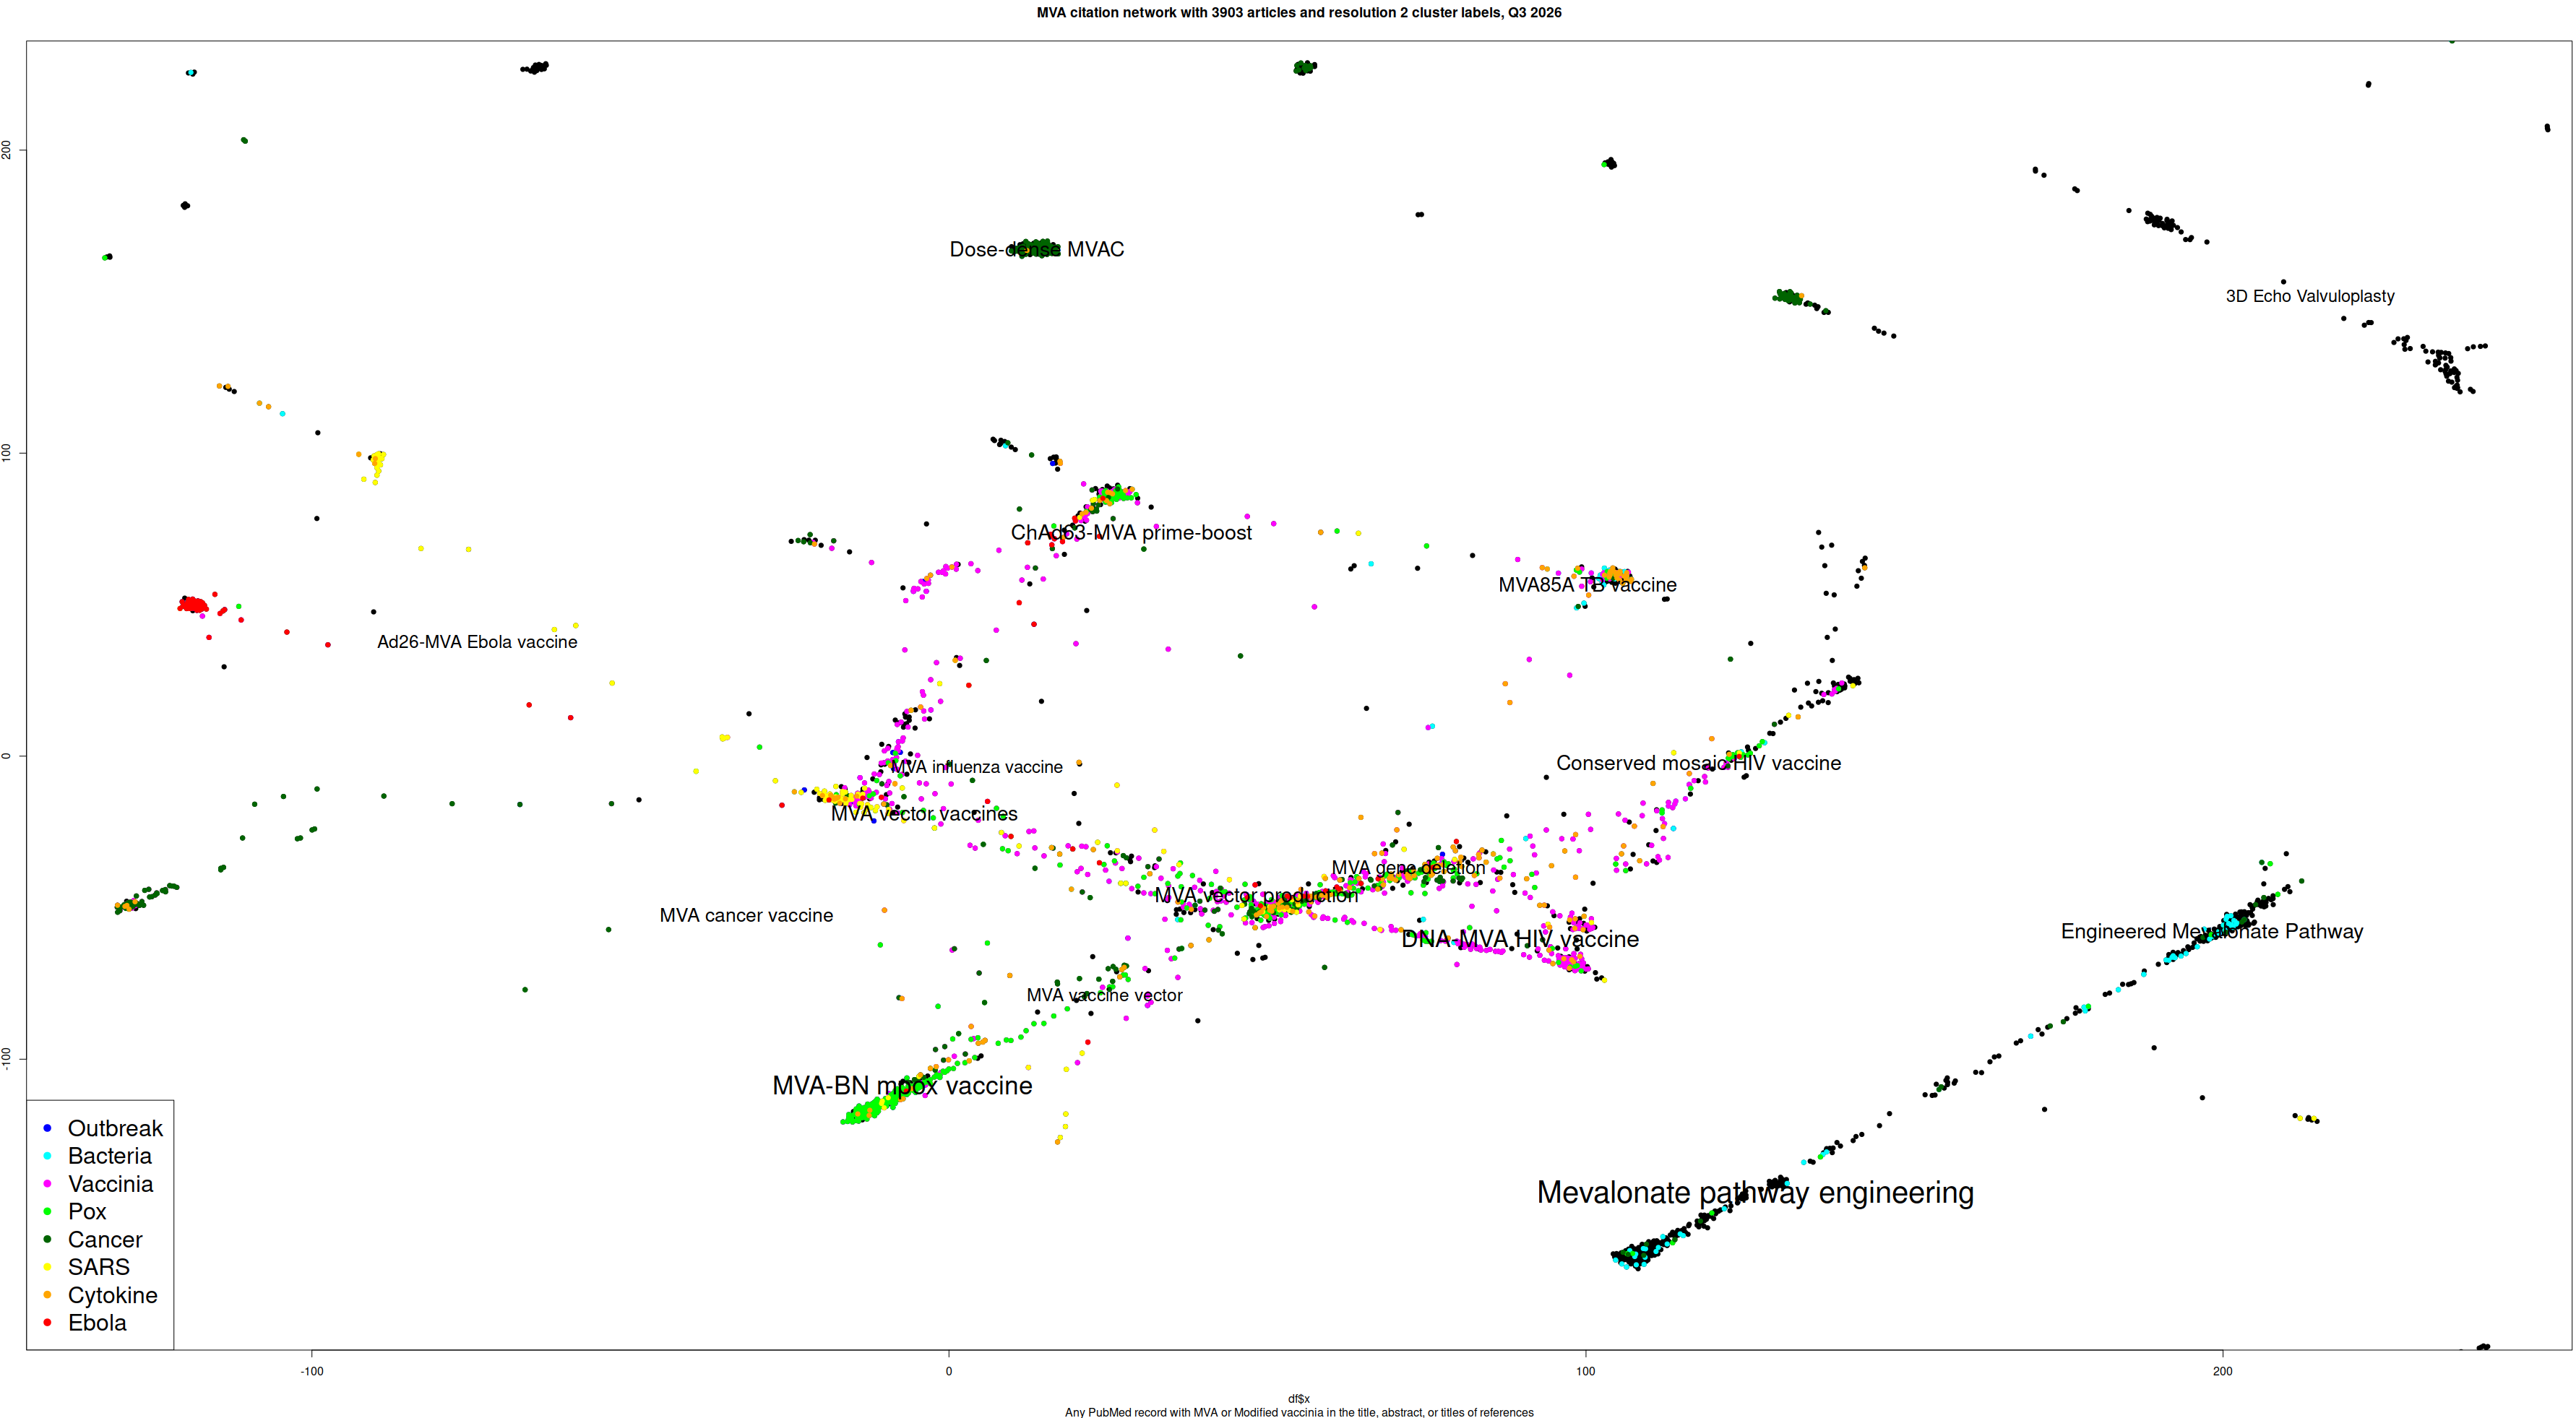 MVA citation network with 3903 articles and resolution 2 cluster labels, Q3 2026
200
Dose-dense MVAC
3D Echo Valvuloplasty
100
ChAd63-MVA prime-boost
MVA85A TB vaccine
Ad26-MVA Ebola vaccine
0
MVA influenza vaccine
Conserved mosaic HIV vaccine
MVA vector vaccines
MVA gene deletion
MVA vector production
MVA cancer vaccine
DNA-MVA HIV vaccine
Engineered Mevalonate Pathway
MVA vaccine vector
-100
MVA-BN mpox vaccine
Mevalonate pathway engineering
Outbreak
Bacteria
Vaccinia
Pox
Cancer
SARS
Cytokine
Ebola
-100 0 100 200
df$x
Any PubMed record with MVA or Modified vaccinia in the title, abstract, or titles of references